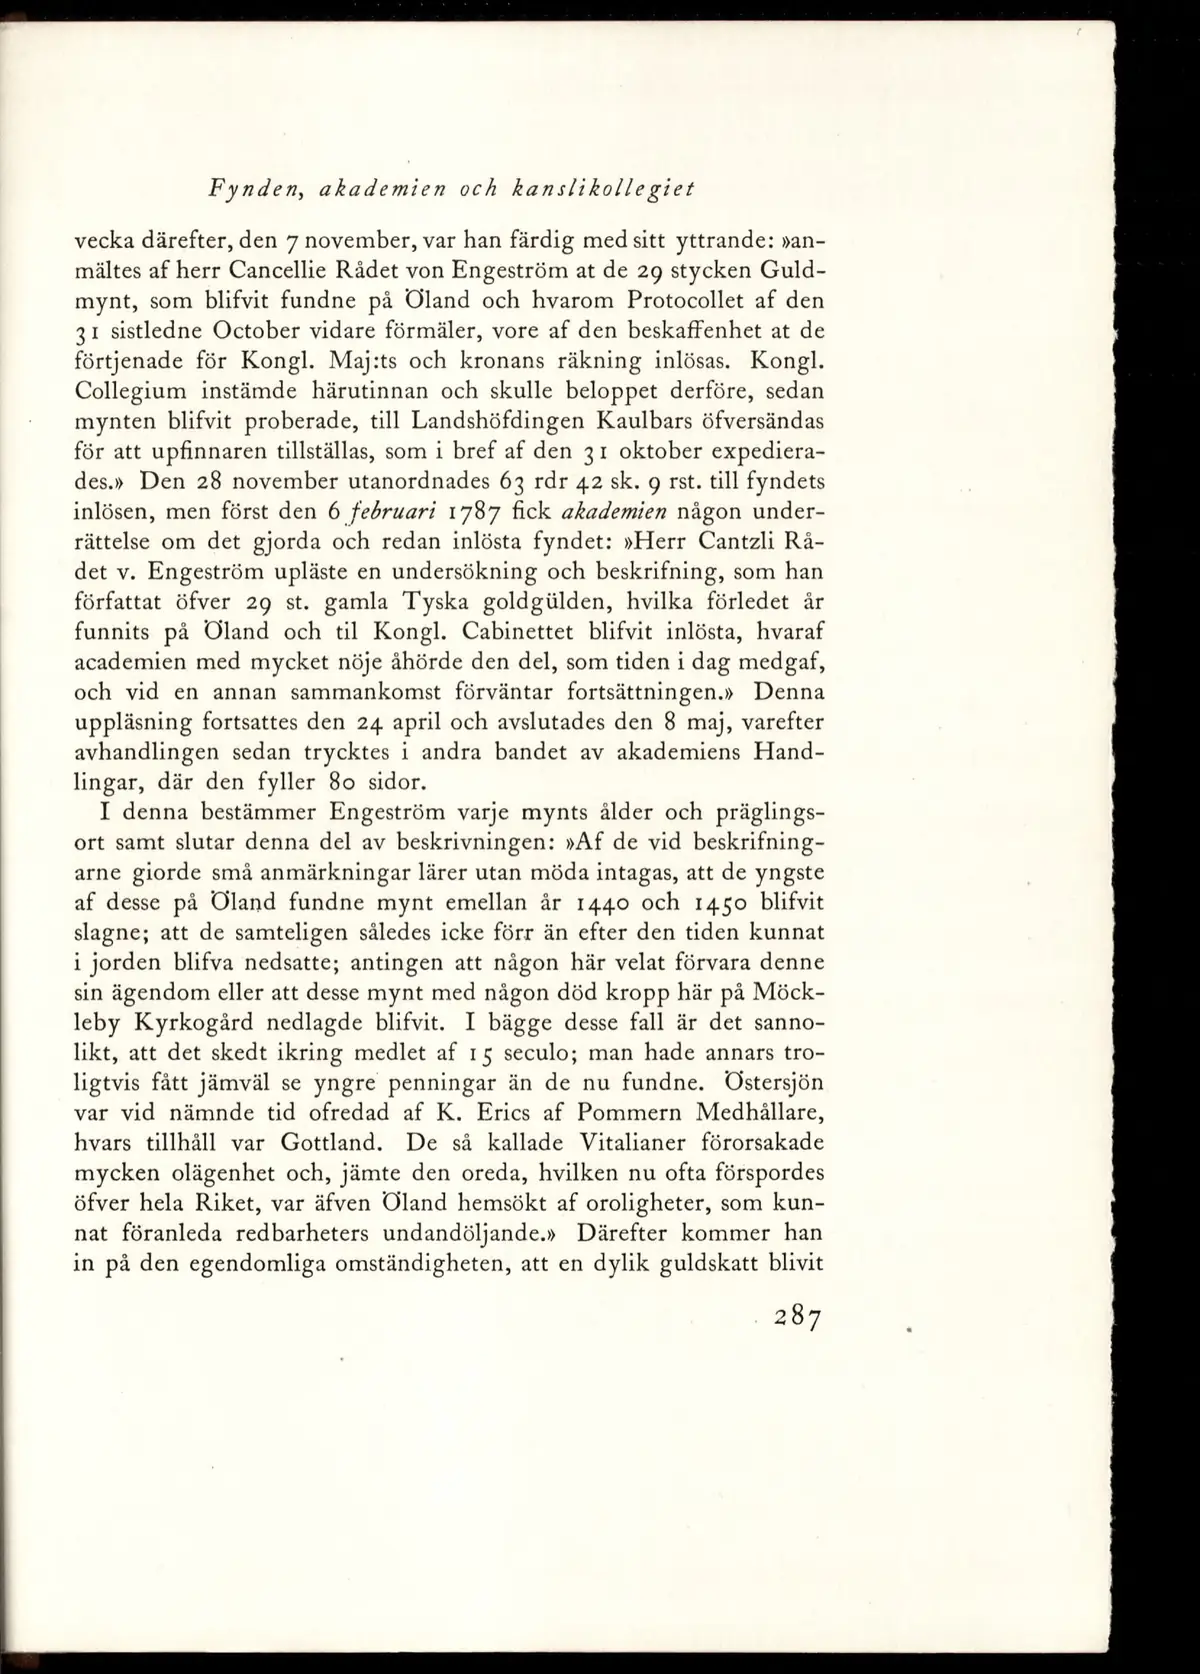 Fynden, akademien och kanslikollegiet
vecka därefter, den 7 november, var han färdig med sitt yttrande: »an-
mältes af herr Cancellie Rådet von Engeström at de 29 stycken Guld-
mynt, som blifvit fundne på Öland och hvarom Protocollet af den
31 sistledne October vidare förmäler, vore af den beskaffenhet at de
förtjenade för Kongl. Maj:ts och kronans räkning inlösas. Kongl.
Collegium instämde härutinnan och skulle beloppet derföre, sedan
mynten blifvit proberade, till Landshöfdingen Kaulbars öfversändas
för att upfinnaren tillställas, som i bref af den 31 oktober expediera-
des.» Den 28 november utanordnades 63 rdr 42 sk. 9 rst. till fyndets
inlösen, men först den 6 februari 1787 fick akademien någon under-
rättelse om det gjorda och redan inlösta fyndet: »Herr Cantzli Rå-
det v. Engeström upläste en undersökning och beskrifning, som han
författat öfver 29 st. gamla Tyska goldgülden, hvilka förledet år
funnits på Öland och til Kongl. Cabinettet blifvit inlösta, hvaraf
academien med mycket nöje åhörde den del, som tiden i dag medgaf,
och vid en annan sammankomst förväntar fortsättningen.» Denna
uppläsning fortsattes den 24 april och avslutades den 8 maj, varefter
avhandlingen sedan trycktes i andra bandet av akademiens Hand-
lingar, där den fyller 80 sidor.
I denna bestämmer Engeström varje mynts ålder och präglings-
ort samt slutar denna del av beskrivningen: »Af de vid beskrifning-
arne giorde små anmärkningar lärer utan möda intagas, att de yngste
af desse på Öland fundne mynt emellan år 1440 och 1450 blifvit
slagne; att de samteligen således icke förr än efter den tiden kunnat
i jorden blifva nedsatte; antingen att någon här velat förvara denne
sin ägendom eller att desse mynt med någon död kropp här på Möck-
leby Kyrkogård nedlagde blifvit. I bägge desse fall är det sanno-
likt, att det skedt ikring medlet af 15 seculo; man hade annars tro-
ligtvis fått jämväl se yngre penningar än de nu fundne. Östersjön
var vid nämnde tid ofredad af K. Erics af Pommern Medhållare,
hvars tillhåll var Gottland. De så kallade Vitalianer förorsakade
mycken olägenhet och, jämte den oreda, hvilken nu ofta förspordes
öfver hela Riket, var äfven Öland hemsökt af oroligheter, som kun-
nat föranleda redbarheters undandöljande.» Därefter kommer han
in på den egendomliga omständigheten, att en dylik guldskatt blivit
287